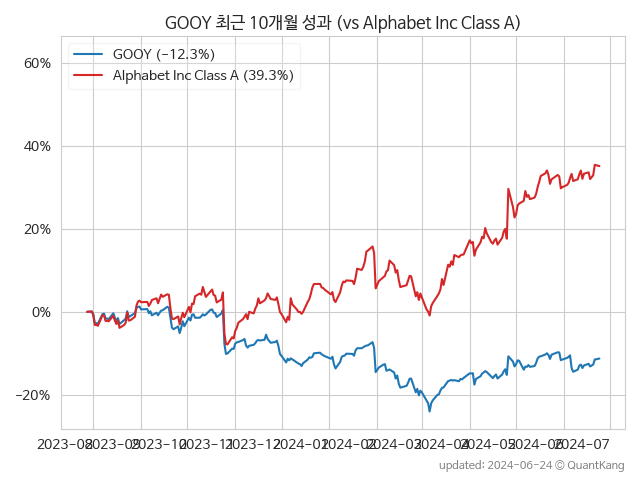 GOOY 최근 10개월 성과 (vs Alphabet Inc Class A)
GOOY (-12.3%)
Alphabet Inc Class A (39.3%)
60%
40%
20%
0%
-20%
2023-08 2023-09 2023-10 2023-11 2023-12 2024-01 2024-02 2024-03 2024-04 2024-05 2024-06 2024-07
updated: 2024-06-24 © QuantKang